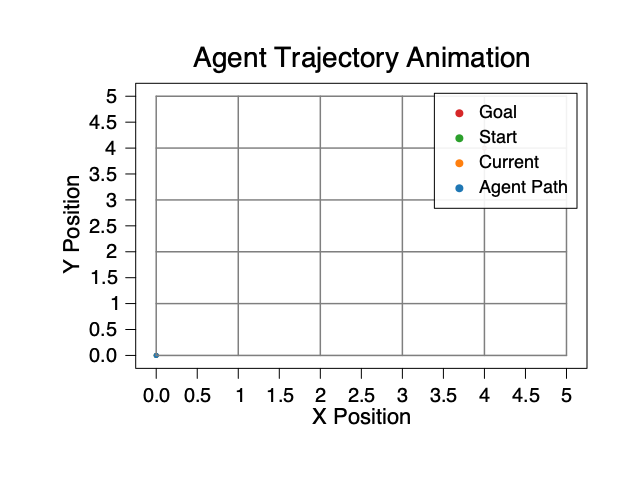 Agent Trajectory Animation
5
4.5
4
3.5
3
2.5
2
1.5
1
0.5
0.0
Y Position
Goal
Start
Current
Agent Path
0.0 0.5 1 1.5 2 2.5 3 3.5 4 4.5 5
X Position